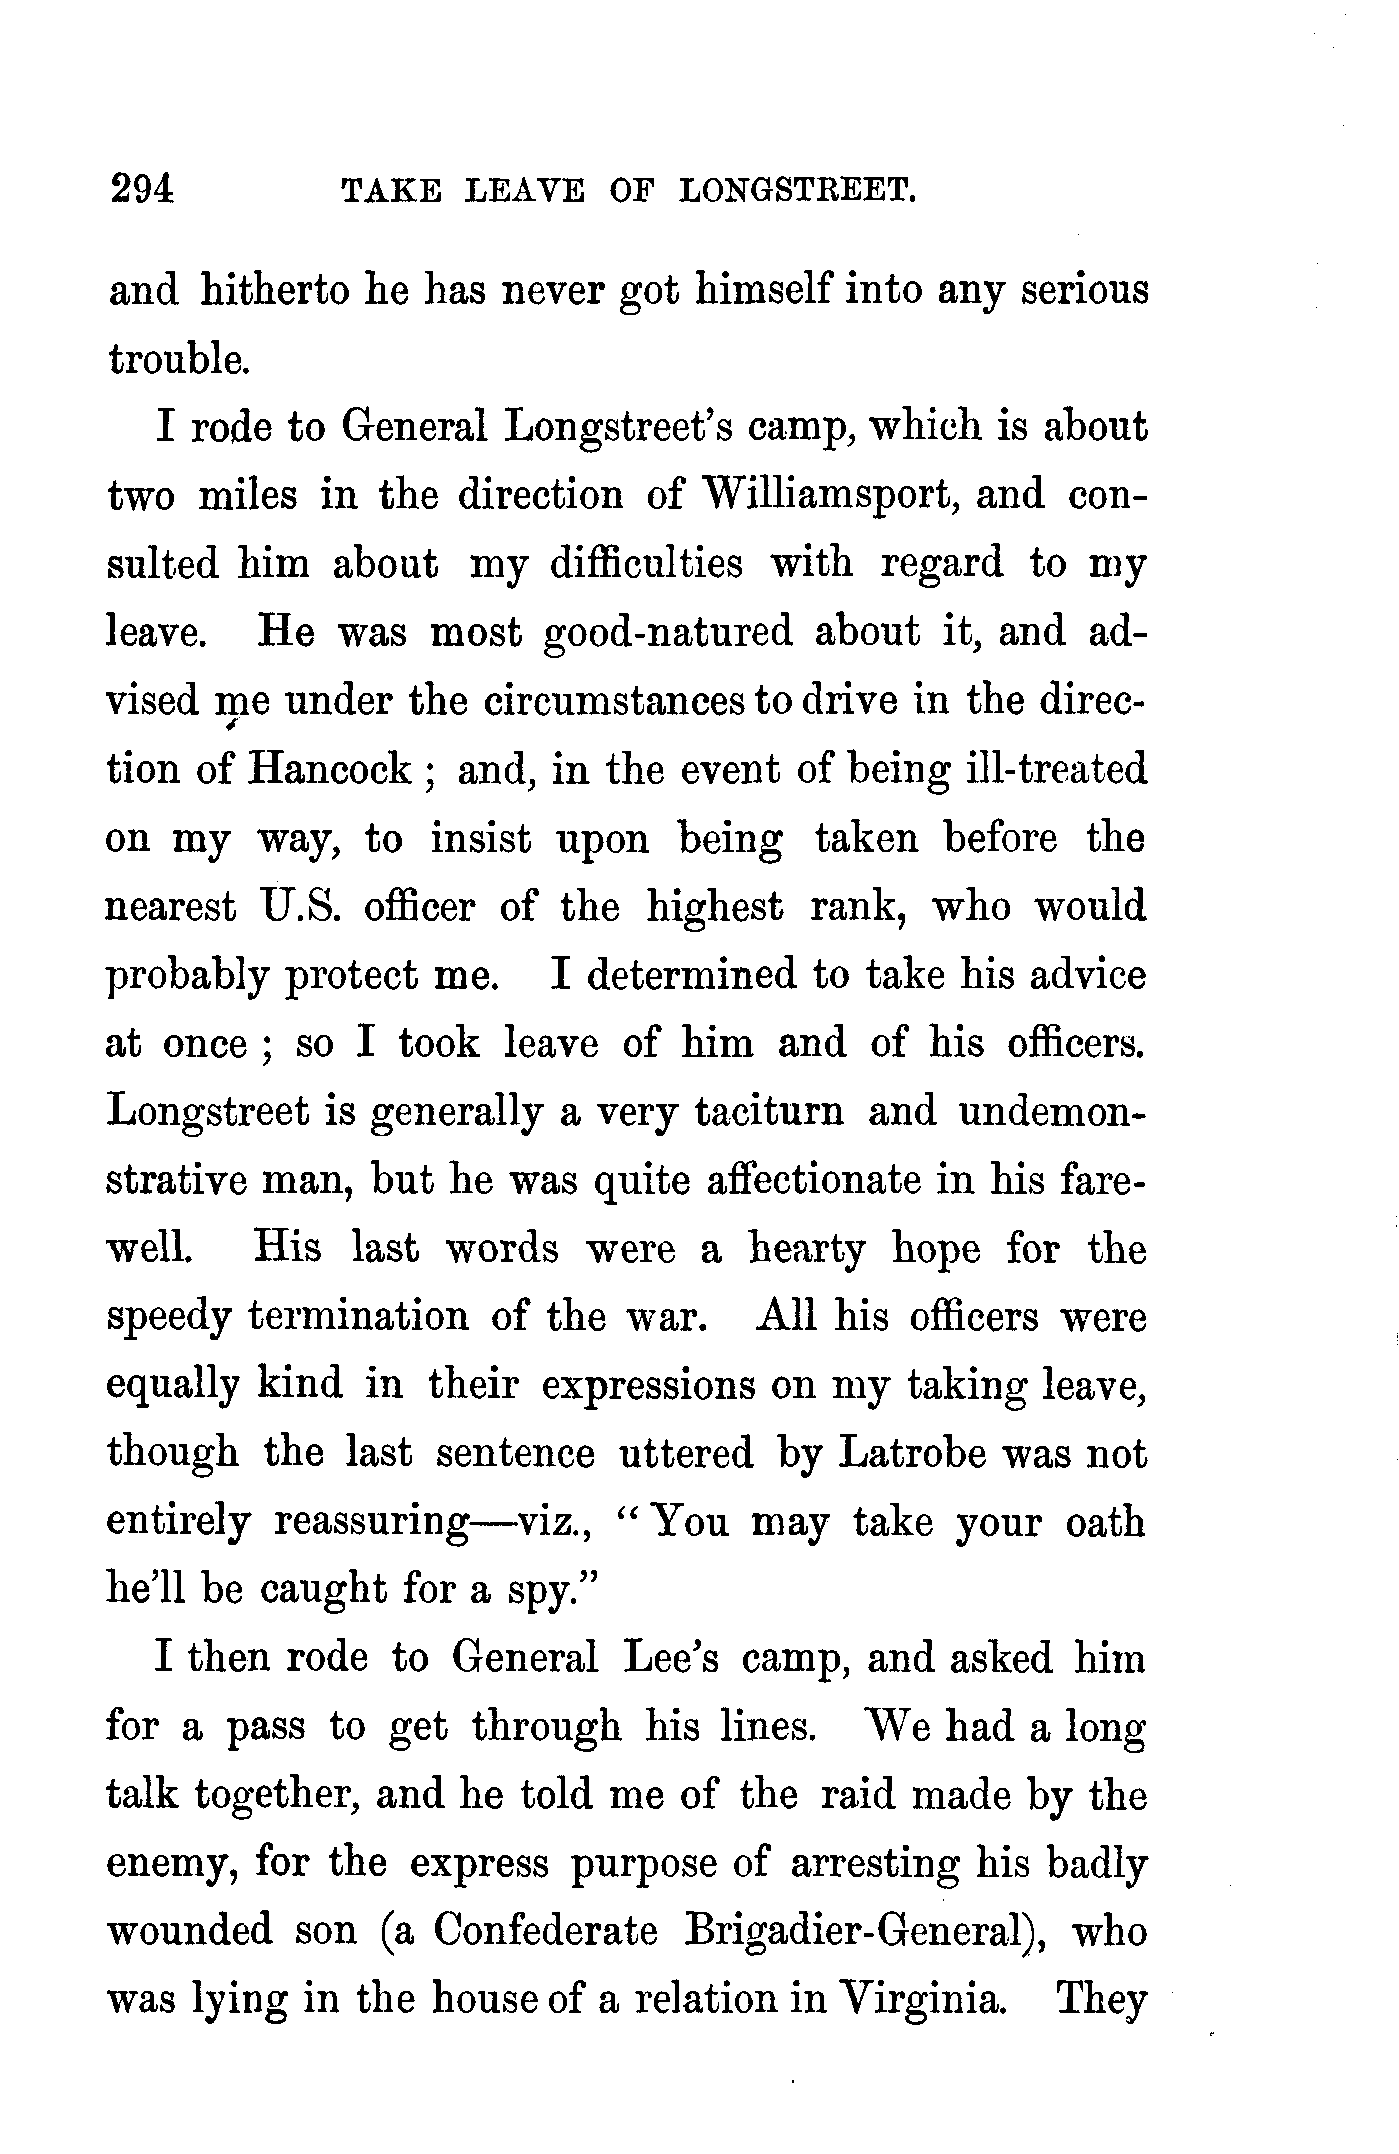 294 TAKE LEAVE OF LONGSTREET.
and hitherto he has never got himself into any serious
trouble.
I rode to General Longstreet's camp, which is about
two miles in the direction of Williamsport, and con-
sulted him about my difficulties with regard to my
leave. He was most good-natured about it, and ad-
vised me under the circumstances to drive in the direc-
tion of Hancock ; and, in the event of being ill-treated
on my way, to insist upon being taken before the
nearest U.S. officer of the highest rank, who would
probably protect me. I determined to take his advice
at once ; so I took leave of him and of his officers.
Longstreet is generally a very taciturn and undemon-
strative man, but he was quite affectionate in his fare-
well. His last words were a hearty hope for the
speedy termination of the war. All his officers were
equally kind in their expressions on my taking leave,
though the last sentence uttered by Latrobe was not
entirely reassuring—viz., “ You may take your oath
he'll be caught for a spy.”
I then rode to General Lee's camp, and asked him
for a pass to get through his lines. We had a long
talk together, and he told me of the raid made by the
enemy, for the express purpose of arresting his badly
wounded son (a Confederate Brigadier-General), who
was lying in the house of a relation in Virginia. They